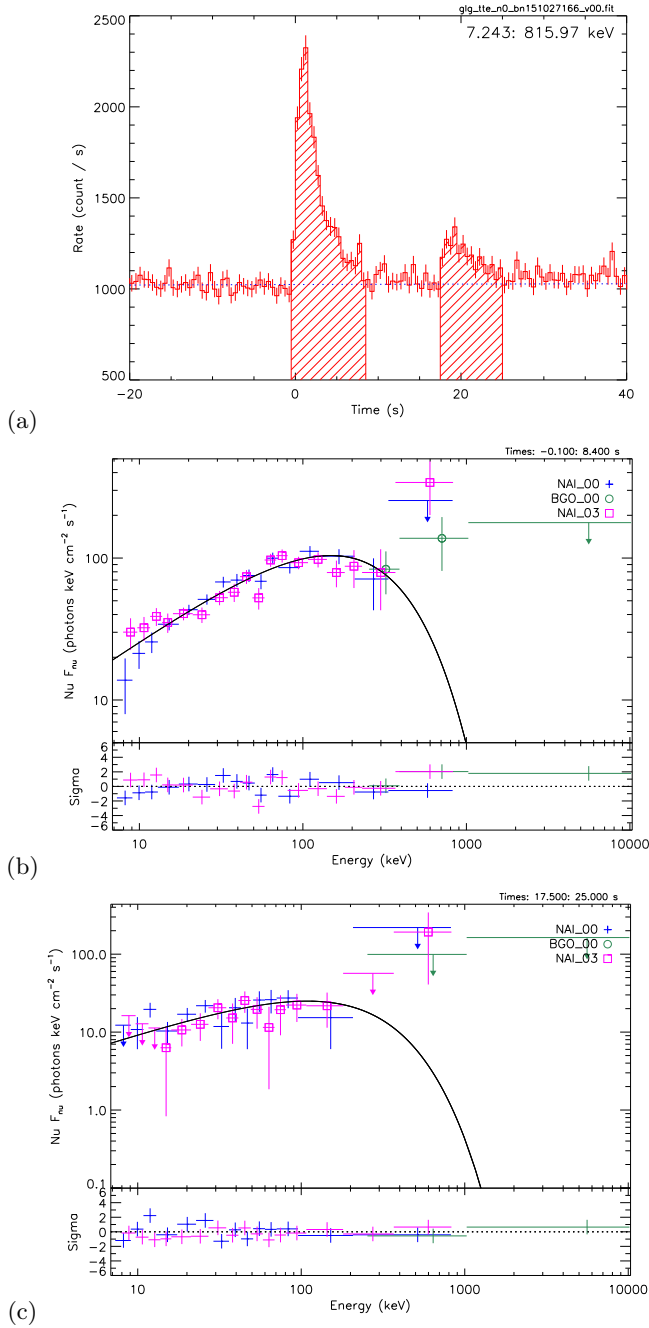 glg_tte_n0_bn151027166_v00.fit
7.243: 815.97 keV
2500
2000
1500
1000
500
Rate (count / s)
-20 0 20 40
Time (s)
(a)
Times: -0.100: 8.400 s
NAI_00
BGO_00
NAI_03
100
10
Nu Fnu (photons keV cm-2 s-1)
6
4
2
0
-2
-4
-6
Sigma
10 100 1000 10000
Energy (keV)
(b)
Times: 17.500: 25.000 s
NAI_00
BGO_00
NAI_03
100.0
10.0
1.0
0.1
Nu Fnu (photons keV cm-2 s-1)
6
4
2
0
-2
-4
-6
Sigma
10 100 1000 10000
Energy (keV)
(c)